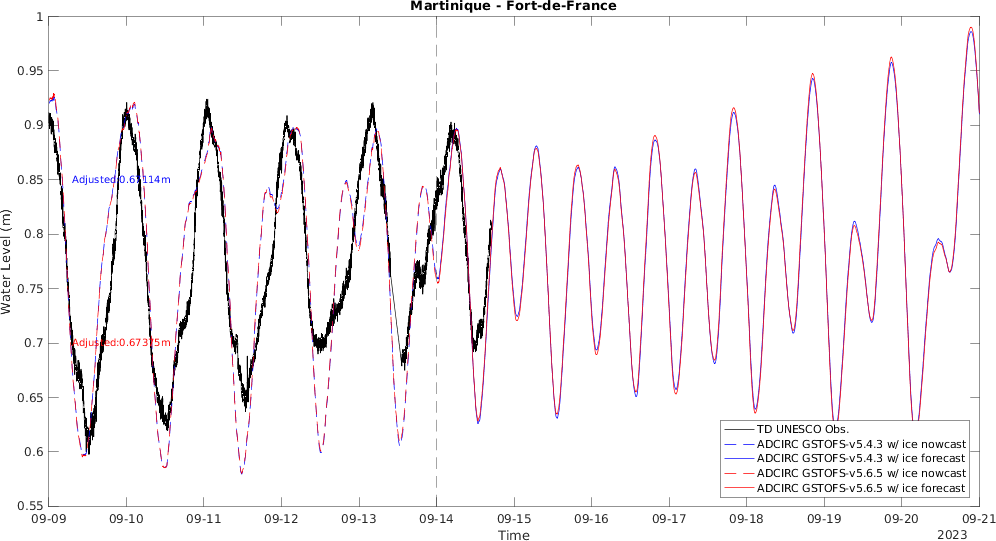 Martinique - Fort-de-France
Water Level (m)
1
0.95
0.9
0.85
0.8
0.75
0.7
0.65
0.6
0.55
Adjusted:0.65114m
Adjusted:0.67375m
TD UNESCO Obs.
ADCIRC GSTOFS-v5.4.3 w/ ice nowcast
ADCIRC GSTOFS-v5.4.3 w/ ice forecast
ADCIRC GSTOFS-v5.6.5 w/ ice nowcast
ADCIRC GSTOFS-v5.6.5 w/ ice forecast
09-09 09-10 09-11 09-12 09-13 09-14 09-15 09-16 09-17 09-18 09-19 09-20 09-21
Time
2023